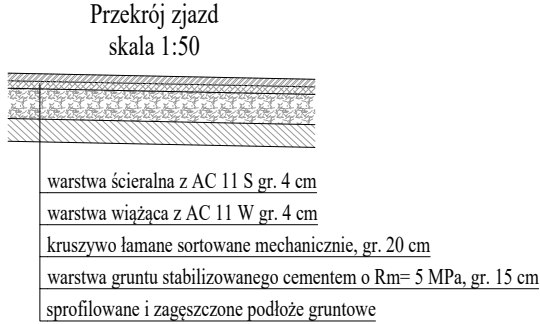 Przekrój zjazd
skala 1:50
warstwa ścieralna z AC 11 S gr. 4 cm
warstwa wiążąca z AC 11 W gr. 4 cm
kruszywo łamane sortowane mechanicznie, gr. 20 cm
warstwa gruntu stabilizowanego cementem o Rm= 5 MPa, gr. 15 cm
sprofilowane i zagęszczone podłoże gruntowe